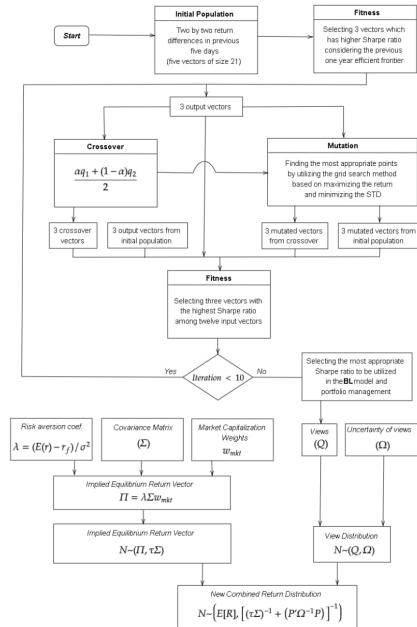 Start
Initial Population
Two by two return
differences in previous
five days
(five vectors of size 21)
Fitness
Selecting 3 vectors which
has higher Sharpe ratio
considering the previous
one year efficient frontier
3 output vectors
Crossover
αq₁ + (1 − α)q₂
2
Mutation
Finding the most appropriate points
by utilizing the grid search method
based on maximizing the return
and minimizing the STD
3 crossover
vectors
3 output vectors from
initial population
3 mutated vectors
from crossover
3 mutated vectors from
initial population
Fitness
Selecting three vectors with
the highest Sharpe ratio
among twelve input vectors
Yes
Iteration < 10
No
Selecting the most appropriate
Sharpe ratio to be utilized
in the BL model and
portfolio management
Risk aversion coef.
λ = (E(r) − r_f)/σ²
Covariance Matrix
(Σ)
Market Capitalization
Weights
w_mkt
Views
(Q)
Uncertainty of views
(Ω)
Implied Equilibrium Return Vector
Π = λΣw_mkt
Implied Equilibrium Return Vector
N~(Π, τΣ)
View Distribution
N~(Q, Ω)
New Combined Return Distribution
N~(E[R], [(τΣ)⁻¹ + (P′Ω⁻¹P)]⁻¹)